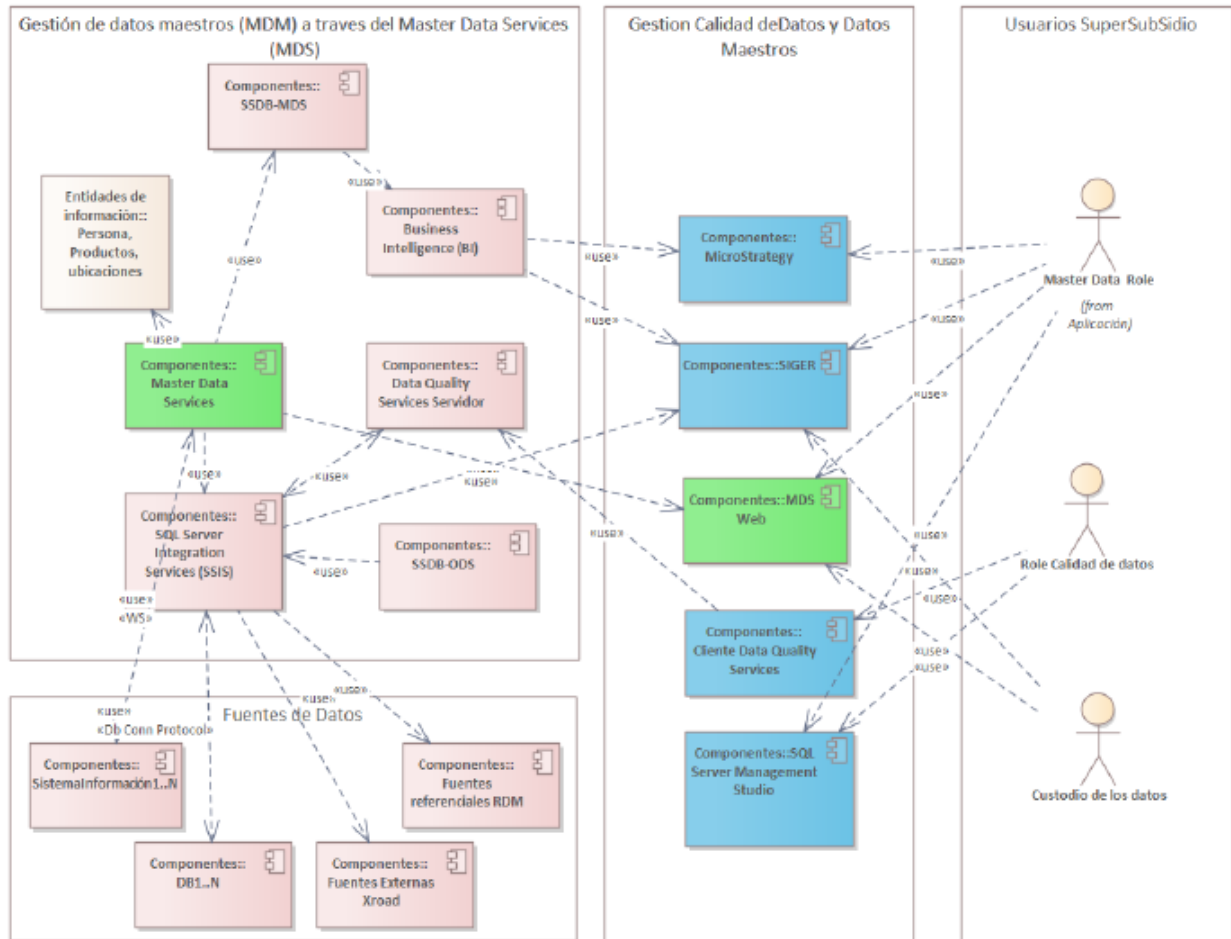 Gestión de datos maestros (MDM) a traves del Master Data Services
(MDS)
Componentes::
SSDB-MDS
«use»
Entidades de
información::
Persona,
Productos,
ubicaciones
Componentes::
Business
Intelligence (BI)
«use»
«use»
Componentes::
Master Data
Services
Componentes::
Data Quality
Services Servidor
«use»
«use»
«use»
Componentes::
SQL Server
Integration
Services (SSIS)
Componentes::
SSDB-ODS
«use»
«use»
«WS»
Gestion Calidad deDatos y Datos
Maestros
«use»
Componentes::
MicroStrategy
«use»
Componentes::SIGER
Componentes::MDS
Web
«use»
Componentes::
Cliente Data Quality
Services
Componentes::SQL
Server Management
Studio
Usuarios SuperSubSidio
«use»
Master Data Role
(from
Aplicación)
«use»
«use»
«use»
Role Calidad de datos
«use»
«use»
«use»
Custodio de los datos
Fuentes de Datos
«use»
«use»
«use»
«Db Conn Protocol»
Componentes::
SistemaInformación1..N
Componentes::
Fuentes
referenciales RDM
Componentes::
DB1..N
Componentes::
Fuentes Externas
Xroad